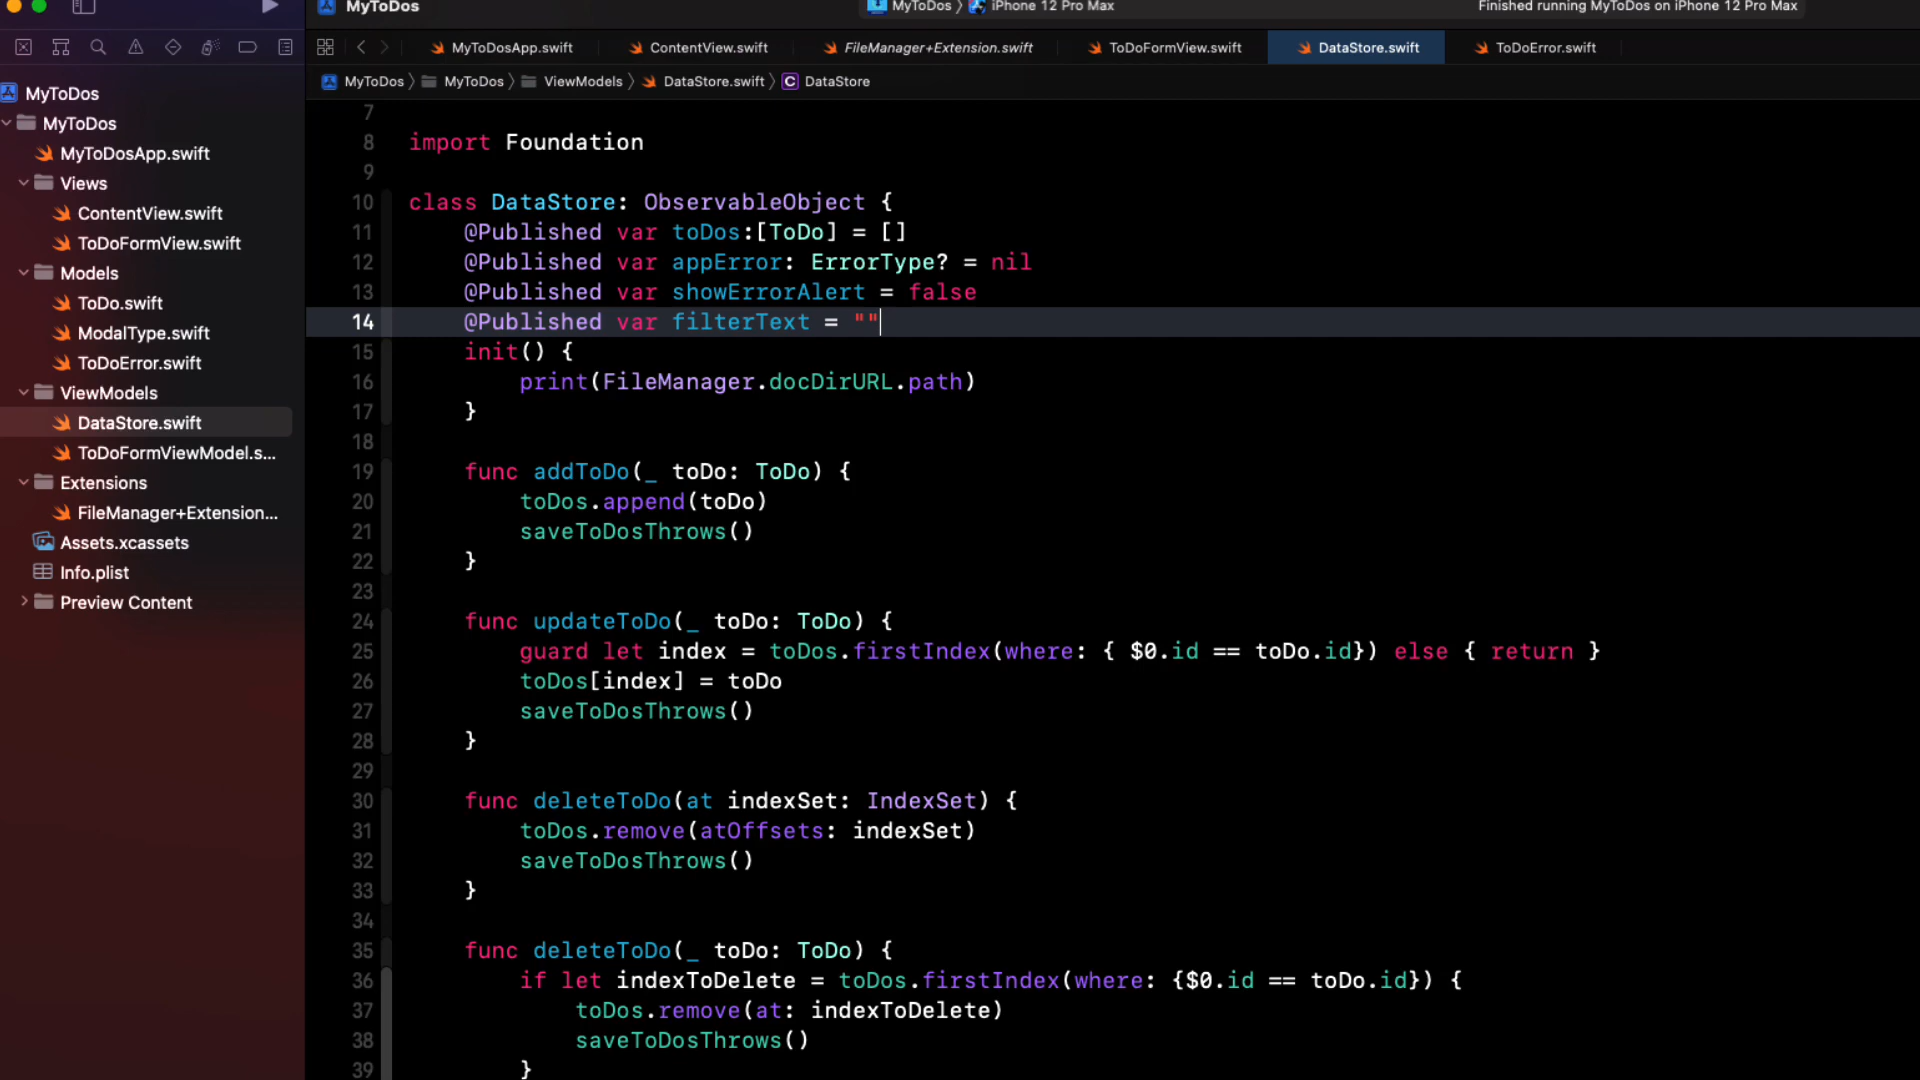 MyToDos
MyToDos 〉 iPhone 12 Pro Max
Finished running MyToDos on iPhone 12 Pro Max
MyToDosApp.swift
ContentView.swift
FileManager+Extension.swift
ToDoFormView.swift
DataStore.swift
ToDoError.swift
MyToDos 〉 MyToDos 〉 ViewModels 〉 DataStore.swift 〉 C DataStore
MyToDos
MyToDos
MyToDosApp.swift
Views
ContentView.swift
ToDoFormView.swift
Models
ToDo.swift
ModalType.swift
ToDoError.swift
ViewModels
DataStore.swift
ToDoFormViewModel.s...
Extensions
FileManager+Extension...
Assets.xcassets
Info.plist
Preview Content
7
8 import Foundation
9
10 class DataStore: ObservableObject {
11 @Published var toDos:[ToDo] = []
12 @Published var appError: ErrorType? = nil
13 @Published var showErrorAlert = false
14 @Published var filterText = ""
15 init() {
16 print(FileManager.docDirURL.path)
17 }
18
19 func addToDo(_ toDo: ToDo) {
20 toDos.append(toDo)
21 saveToDosThrows()
22 }
23
24 func updateToDo(_ toDo: ToDo) {
25 guard let index = toDos.firstIndex(where: { $0.id == toDo.id}) else { return }
26 toDos[index] = toDo
27 saveToDosThrows()
28 }
29
30 func deleteToDo(at indexSet: IndexSet) {
31 toDos.remove(atOffsets: indexSet)
32 saveToDosThrows()
33 }
34
35 func deleteToDo(_ toDo: ToDo) {
36 if let indexToDelete = toDos.firstIndex(where: {$0.id == toDo.id}) {
37 toDos.remove(at: indexToDelete)
38 saveToDosThrows()
39 }